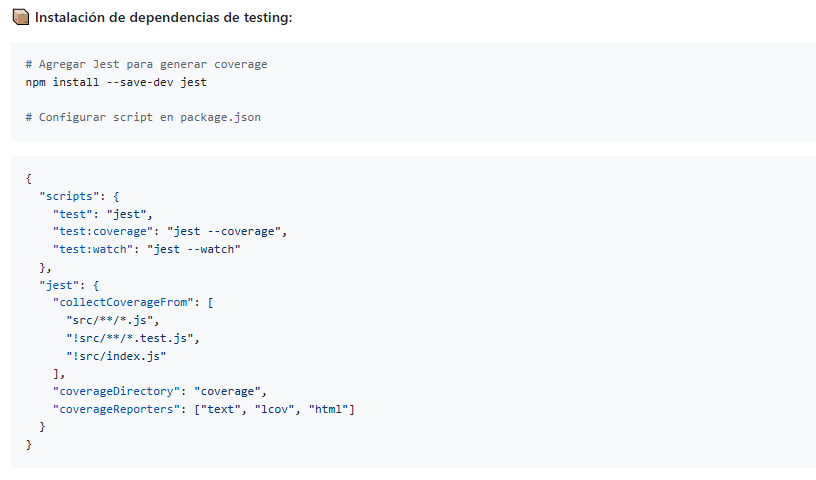 Instalación de dependencias de testing:
# Agregar Jest para generar coverage
npm install --save-dev jest
# Configurar script en package.json
{
  "scripts": {
    "test": "jest",
    "test:coverage": "jest --coverage",
    "test:watch": "jest --watch"
  },
  "jest": {
    "collectCoverageFrom": [
      "src/**/*.js",
      "!src/**/*.test.js",
      "!src/index.js"
    ],
    "coverageDirectory": "coverage",
    "coverageReporters": ["text", "lcov", "html"]
  }
}